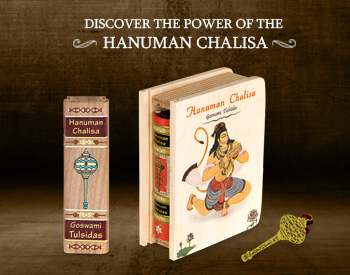 DISCOVER THE POWER OF THE
HANUMAN CHALISA
Hanuman
Chalisa
Goswami
Tulsidas
Hanuman Chalisa
Goswami Tulsidas